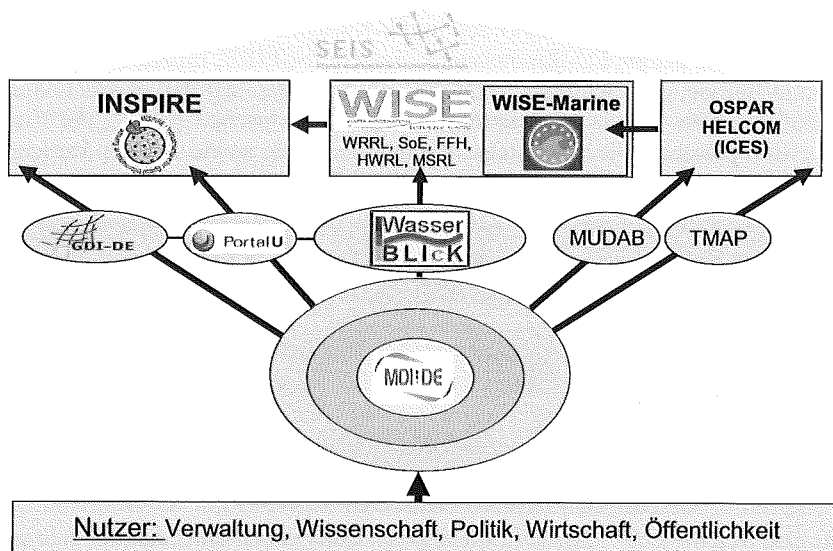 SEIS
INSPIRE
WISE
WRRL, SoE, FFH,
HWRL, MSRL
WISE-Marine
OSPAR
HELCOM
(ICES)
GDI-DE
PortalU
Wasser
BLIcK
MUDAB
TMAP
MDI:DE
Nutzer: Verwaltung, Wissenschaft, Politik, Wirtschaft, Öffentlichkeit